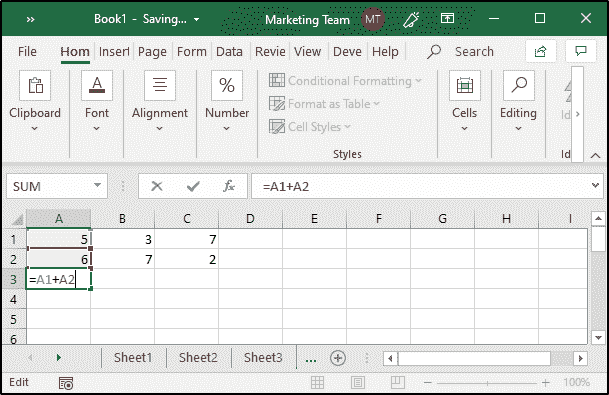 » Book1 - Saving... Marketing Team MT
File Hom Insert Page Form Data Revie View Deve Help Search
Conditional Formatting
Format as Table
Cell Styles
Clipboard Font Alignment % Number Cells Editing Ide
Styles Id
SUM fx =A1+A2
A B C D E F G H I
1 5 3 7
2 6 7 2
3 =A1+A2
4
5
6
Sheet1 Sheet2 Sheet3 ...
Edit 100%